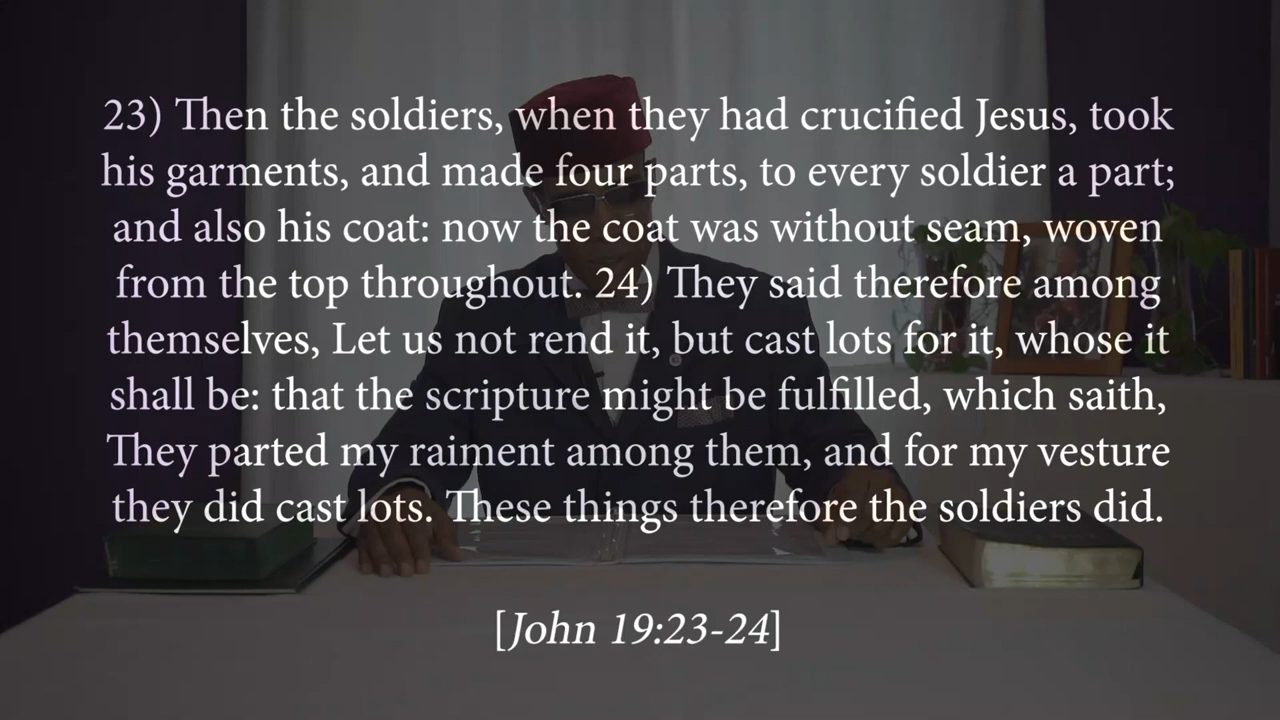 23) Then the soldiers, when they had crucified Jesus, took
his garments, and made four parts, to every soldier a part;
and also his coat: now the coat was without seam, woven
from the top throughout. 24) They said therefore among
themselves, Let us not rend it, but cast lots for it, whose it
shall be: that the scripture might be fulfilled, which saith,
They parted my raiment among them, and for my vesture
they did cast lots. These things therefore the soldiers did.
[John 19:23-24]